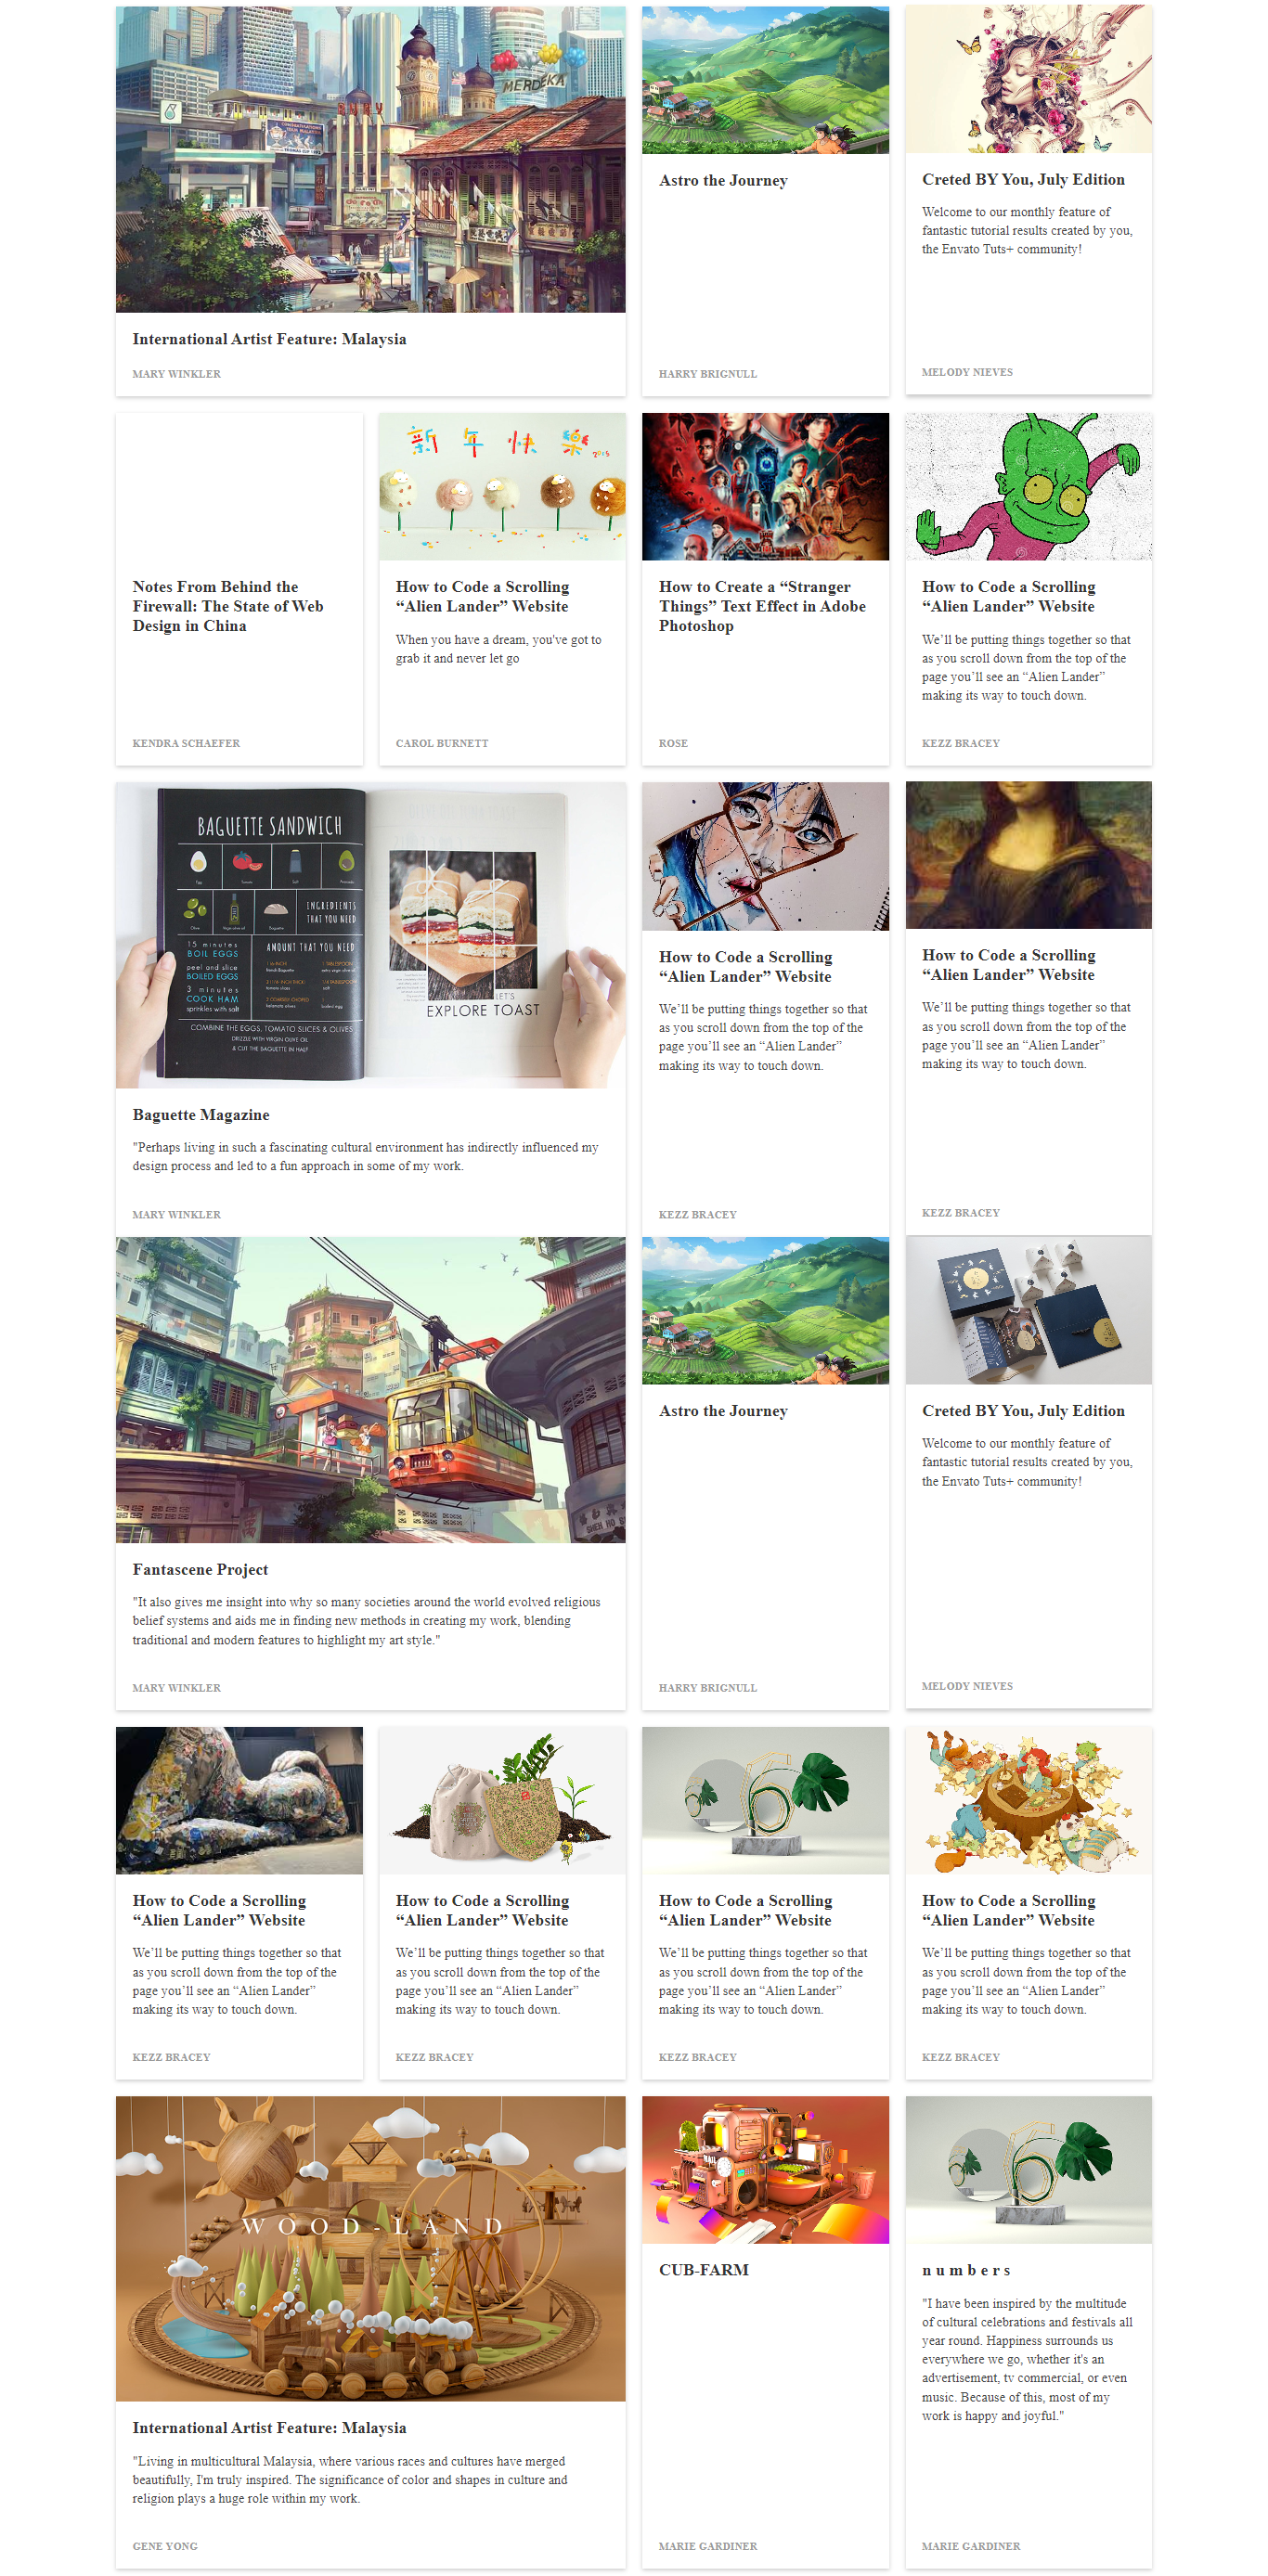 MERDEKA
International Artist Feature: Malaysia
MARY WINKLER
Astro the Journey
HARRY BRIGNULL
Creted BY You, July Edition
Welcome to our monthly feature of
fantastic tutorial results created by you,
the Envato Tuts+ community!
MELODY NIEVES
Notes From Behind the
Firewall: The State of Web
Design in China
KENDRA SCHAEFER
新年快樂
2015
How to Code a Scrolling
“Alien Lander” Website
When you have a dream, you've got to
grab it and never let go
CAROL BURNETT
How to Create a “Stranger
Things” Text Effect in Adobe
Photoshop
ROSE
How to Code a Scrolling
“Alien Lander” Website
We’ll be putting things together so that
as you scroll down from the top of the
page you’ll see an “Alien Lander”
making its way to touch down.
KEZZ BRACEY
BAGUETTE SANDWICH
Egg
Tomato
Salt
Avocado
Olive
Virgin olive oil
Baguette
INGREDIENTS
THAT YOU NEED
15 minutes
BOIL EGGS
peel and slice
BOILED EGGS
3 minutes
COOK HAM
sprinkles with salt
AMOUNT THAT YOU NEED
COMBINE THE EGGS, TOMATO SLICES & OLIVES
DRIZZLE WITH VIRGIN OLIVE OIL
& CUT THE BAGUETTE IN HALF
LET'S
EXPLORE TOAST
Baguette Magazine
"Perhaps living in such a fascinating cultural environment has indirectly influenced my
design process and led to a fun approach in some of my work.
MARY WINKLER
How to Code a Scrolling
“Alien Lander” Website
We’ll be putting things together so that
as you scroll down from the top of the
page you’ll see an “Alien Lander”
making its way to touch down.
KEZZ BRACEY
How to Code a Scrolling
“Alien Lander” Website
We’ll be putting things together so that
as you scroll down from the top of the
page you’ll see an “Alien Lander”
making its way to touch down.
KEZZ BRACEY
Fantascene Project
"It also gives me insight into why so many societies around the world evolved religious
belief systems and aids me in finding new methods in creating my work, blending
traditional and modern features to highlight my art style."
MARY WINKLER
Astro the Journey
HARRY BRIGNULL
Creted BY You, July Edition
Welcome to our monthly feature of
fantastic tutorial results created by you,
the Envato Tuts+ community!
MELODY NIEVES
How to Code a Scrolling
“Alien Lander” Website
We’ll be putting things together so that
as you scroll down from the top of the
page you’ll see an “Alien Lander”
making its way to touch down.
KEZZ BRACEY
How to Code a Scrolling
“Alien Lander” Website
We’ll be putting things together so that
as you scroll down from the top of the
page you’ll see an “Alien Lander”
making its way to touch down.
KEZZ BRACEY
How to Code a Scrolling
“Alien Lander” Website
We’ll be putting things together so that
as you scroll down from the top of the
page you’ll see an “Alien Lander”
making its way to touch down.
KEZZ BRACEY
How to Code a Scrolling
“Alien Lander” Website
We’ll be putting things together so that
as you scroll down from the top of the
page you’ll see an “Alien Lander”
making its way to touch down.
KEZZ BRACEY
WOOD-LAND
International Artist Feature: Malaysia
"Living in multicultural Malaysia, where various races and cultures have merged
beautifully, I'm truly inspired. The significance of color and shapes in culture and
religion plays a huge role within my work.
GENE YONG
CUB-FARM
MARIE GARDINER
n u m b e r s
"I have been inspired by the multitude
of cultural celebrations and festivals all
year round. Happiness surrounds us
everywhere we go, whether it's an
advertisement, tv commercial, or even
music. Because of this, most of my
work is happy and joyful."
MARIE GARDINER